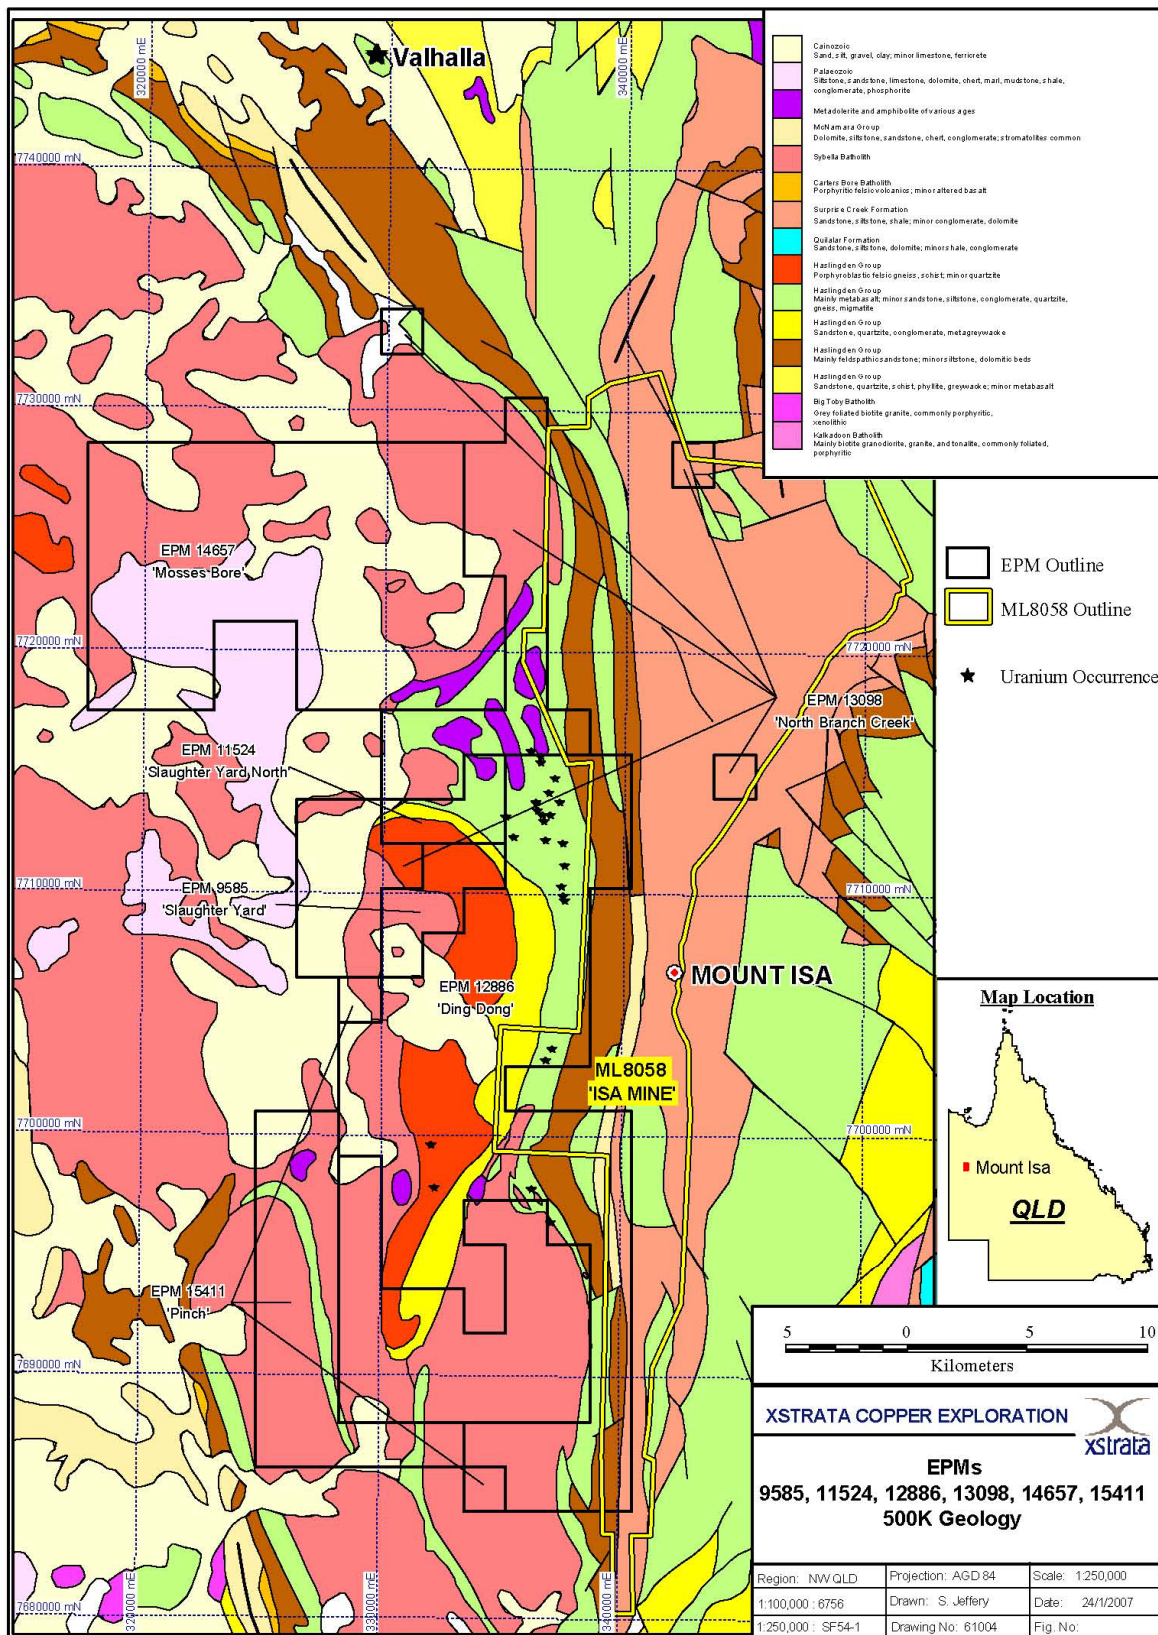 320000 mE
Valhalla
340000 mE
7740000 mN
Cainozoic
Sand, silt, gravel, clay; minor limestone, ferricrete
Palaeozoic
Siltstone, sandstone, limestone, dolomite, chert, marl, mudstone, shale,
conglomerate, phosphorite
Metadolerite and amphibolite of various ages
McNamara Group
Dolomite, siltstone, sandstone, chert, conglomerate; stromatolites common
Sybella Batholith
Carters Bore Batholith
Porphyritic felsic volcanics; minor altered basalt
Surprise Creek Formation
Sandstone, siltstone, shale; minor conglomerate, dolomite
Quilalar Formation
Sandstone, siltstone, dolomite; minor shale, conglomerate
Haslingden Group
Porphyroblastic felsic gneiss, schist; minor quartzite
Haslingden Group
Mainly metabasalt; minor sandstone, siltstone, conglomerate, quartzite,
gneiss, migmatite
Haslingden Group
Sandstone, quartzite, conglomerate, metagreywacke
Haslingden Group
Mainly feldspathic sandstone; minor siltstone, dolomitic beds
Haslingden Group
Sandstone, quartzite, schist, phyllite, greywacke; minor metabasalt
Big Toby Batholith
Grey foliated biotite granite, commonly porphyritic,
xenolithic
Kalkadoon Batholith
Mainly biotite granodiorite, granite, and tonalite, commonly foliated,
porphyritic
7730000 mN
EPM 14657
'Mosses Bore'
EPM Outline
ML8058 Outline
Uranium Occurrence
7720000 mN
7720000 mN
EPM 13098
'North Branch Creek'
EPM 11524
'Slaughter Yard North'
EPM 9585
'Slaughter Yard'
7710000 mN
7710000 mN
MOUNT ISA
EPM 12886
'Ding Dong'
ML8058
'ISA MINE'
7700000 mN
7700000 mN
Map Location
Mount Isa
QLD
EPM 15411
'Pinch'
7690000 mN
5 0 5 10
Kilometers
XSTRATA COPPER EXPLORATION
xstrata
EPMs
9585, 11524, 12886, 13098, 14657, 15411
500K Geology
Region: NW QLD
Projection: AGD 84
Scale: 1:250,000
1:100,000 : 6756
Drawn: S. Jeffery
Date: 24/1/2007
1:250,000 : SF54-1
Drawing No: 61004
Fig. No:
7680000 mN
320000 mE
330000 mE
340000 mE